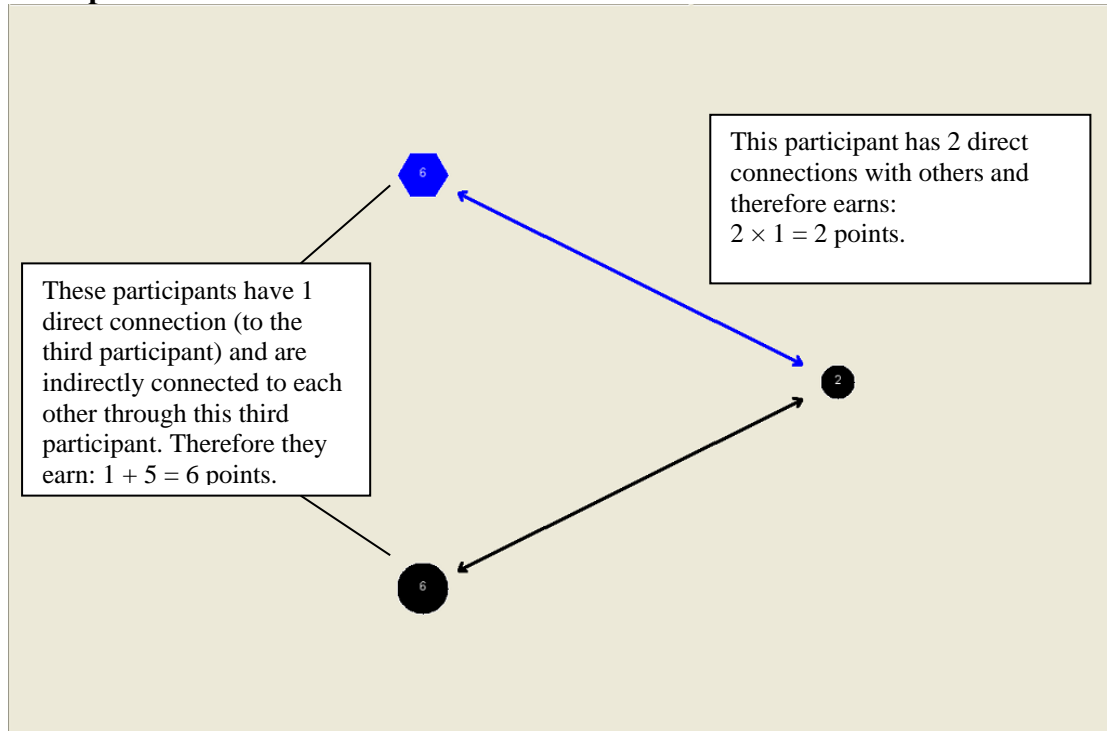 6
This participant has 2 direct
connections with others and
therefore earns:
2 × 1 = 2 points.
These participants have 1
direct connection (to the
third participant) and are
indirectly connected to each
other through this third
participant. Therefore they
earn: 1 + 5 = 6 points.
2
6